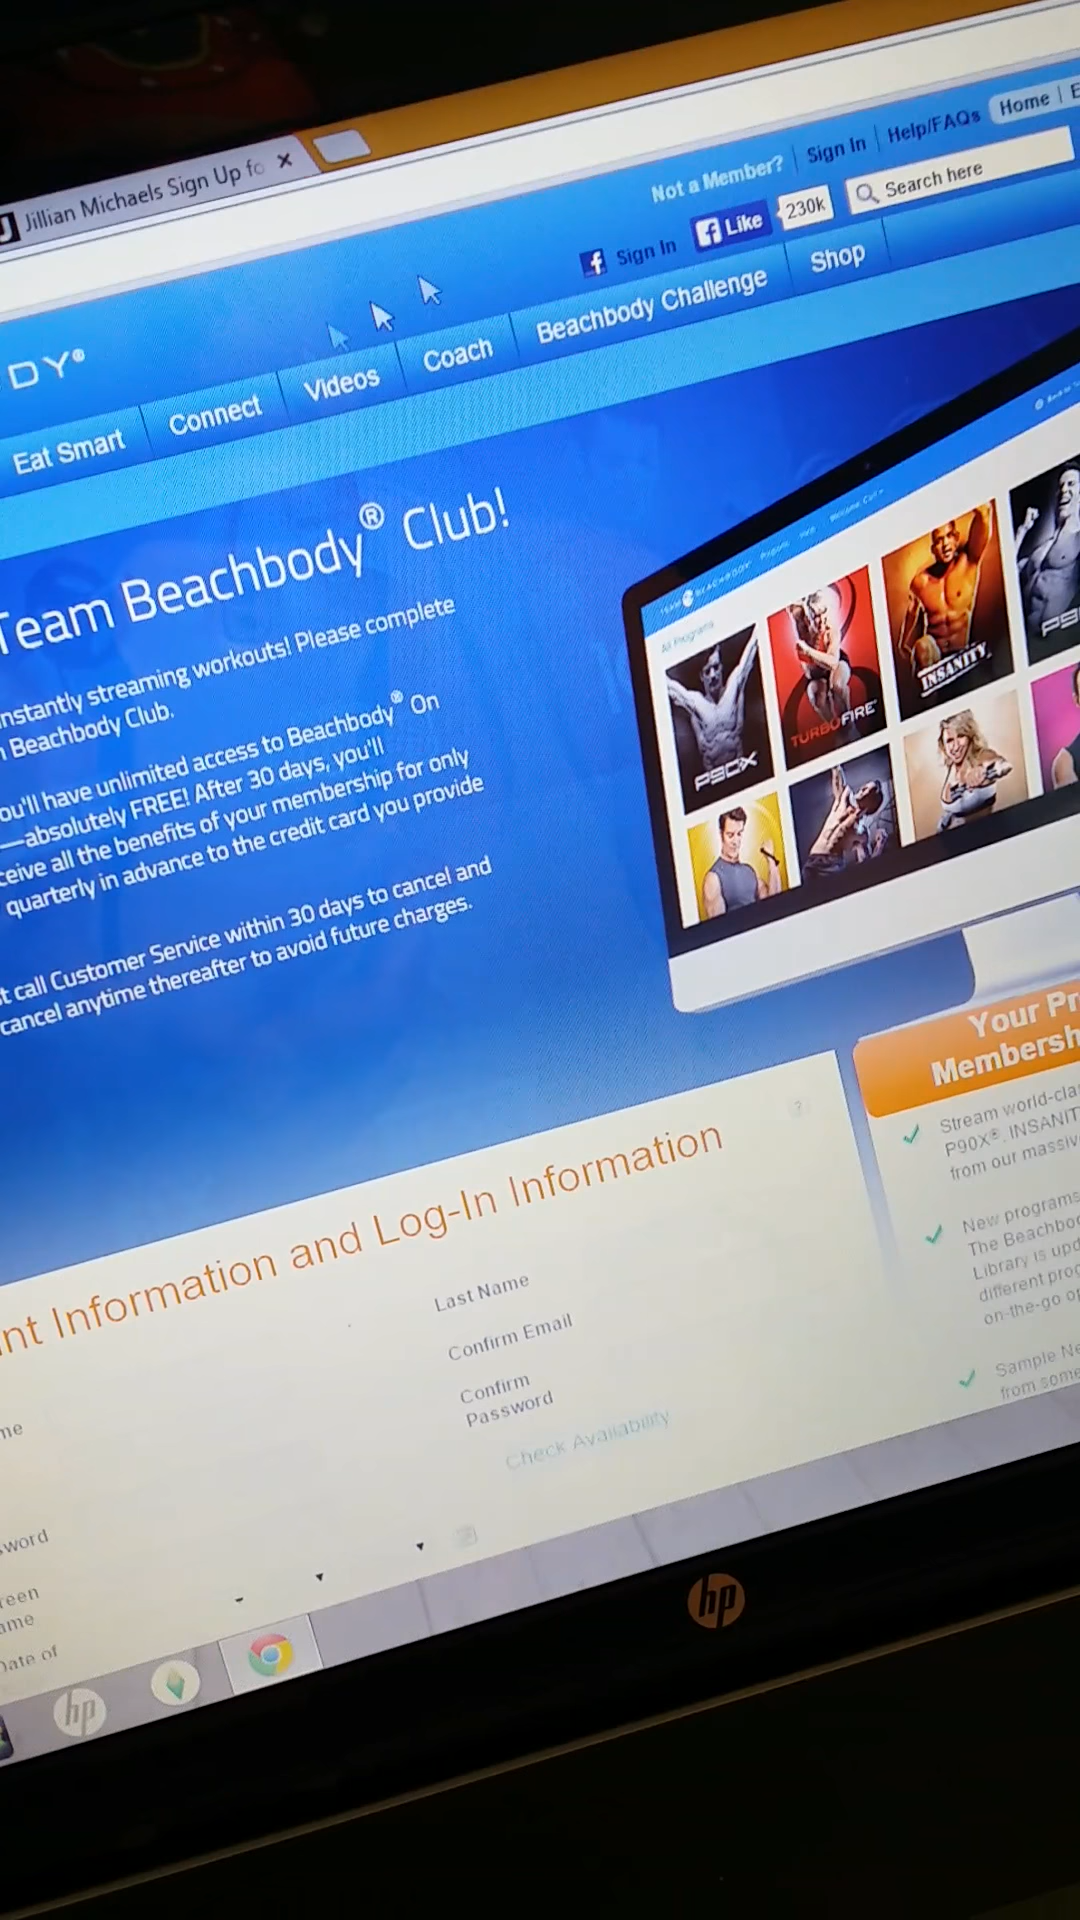 Jillian Michaels Sign Up fo
Not a Member?
Sign In
Help/FAQs
Home | E
Sign In
Like
230k
Search here
DY®
Eat Smart
Connect
Videos
Coach
Beachbody Challenge
Shop
Team Beachbody® Club!
nstantly streaming workouts! Please complete
Beachbody Club.
ou'll have unlimited access to Beachbody® On
—absolutely FREE! After 30 days, you'll
ceive all the benefits of your membership for only
quarterly in advance to the credit card you provide
t call Customer Service within 30 days to cancel and
cancel anytime thereafter to avoid future charges.
All Programs
P90X
TURBOFIRE
INSANITY
P9
Your Pr
Membersh
Stream world-cla
P90X®, INSANIT
from our massiv
New programs
The Beachbo
Library is upd
different prog
on-the-go op
Sample Ne
from some
nt Information and Log-In Information
?
Last Name
Confirm Email
Confirm
Password
Check Availability
me
sword
reen
ame
Date of
hp
hp